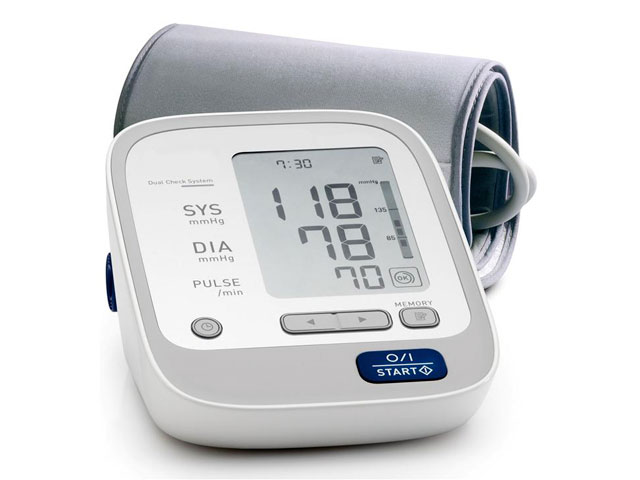 7:30
Dual Check System
SYS
mmHg
118
mmHg
135
DIA
mmHg
78
85
PULSE
/min
70
OK
MEMORY
O/I
START